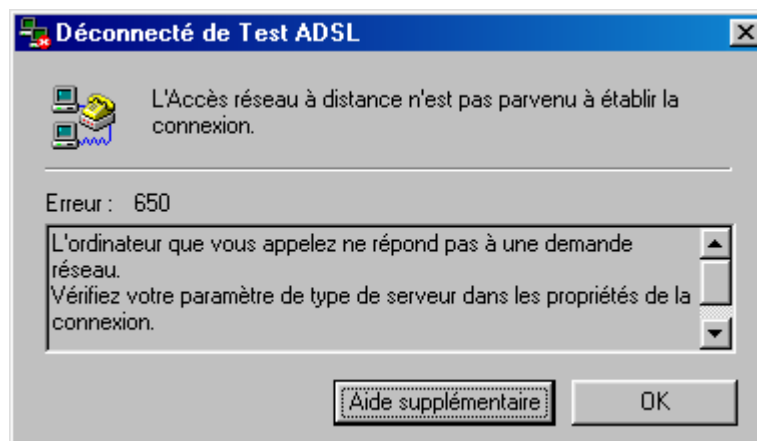 Déconnecté de Test ADSL
L'Accès réseau à distance n'est pas parvenu à établir la
connexion.
Erreur : 650
L'ordinateur que vous appelez ne répond pas à une demande
réseau.
Vérifiez votre paramètre de type de serveur dans les propriétés de la
connexion.
Aide supplémentaire
OK